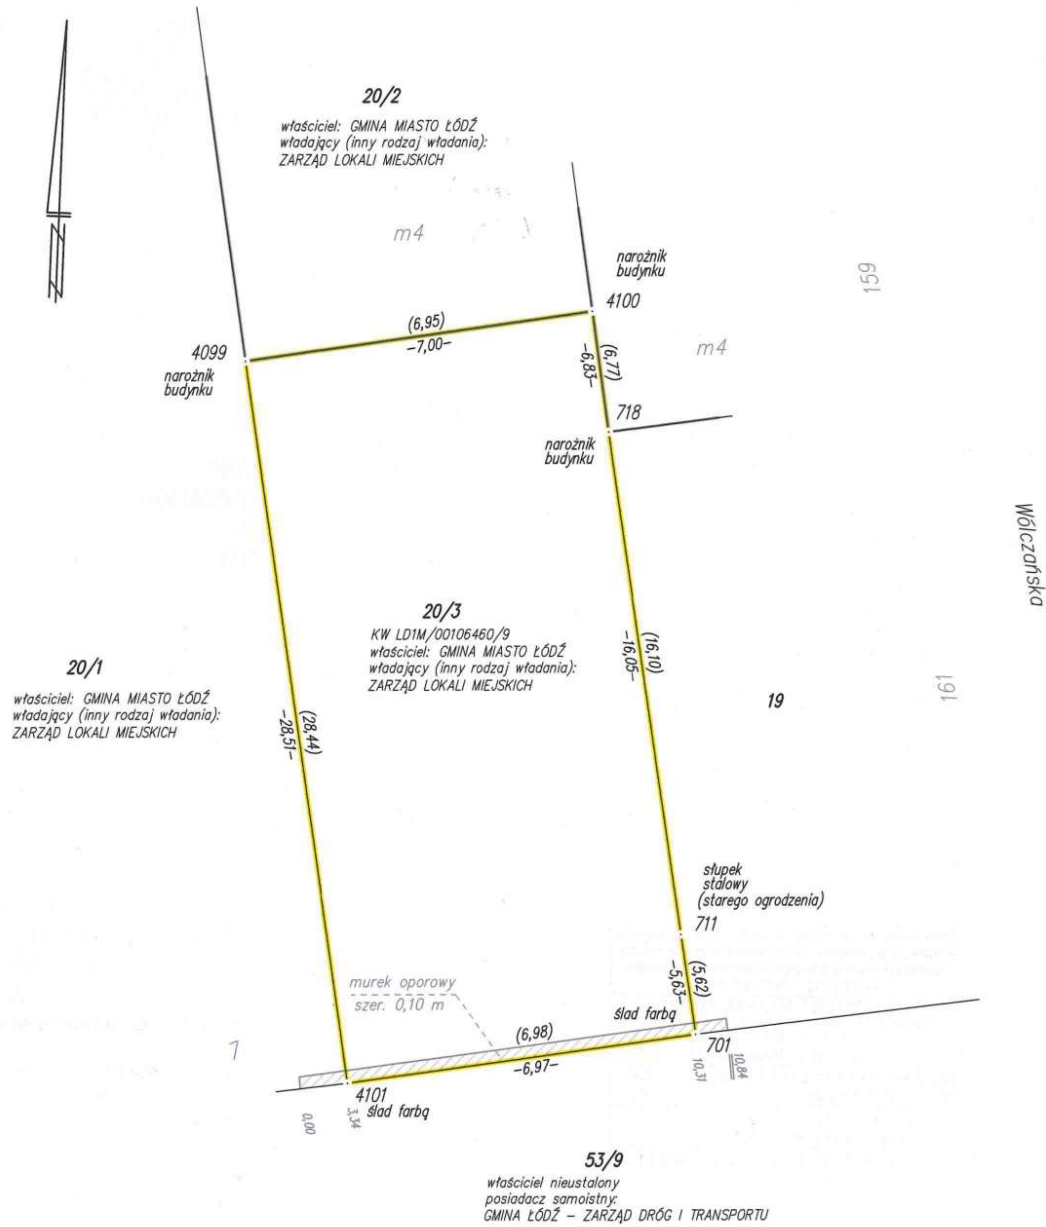 20/2
właściciel: GMINA MIASTO ŁÓDŹ
władający (inny rodzaj władania):
ZARZĄD LOKALI MIEJSKICH
m4
narożnik
budynku
4100
159
(6,95)
-7,00-
4099
narożnik
budynku
(6,77)
-6,83-
m4
718
narożnik
budynku
Wólczańska
20/3
KW LD1M/00106460/9
właściciel: GMINA MIASTO ŁÓDŹ
władający (inny rodzaj władania):
ZARZĄD LOKALI MIEJSKICH
(16,10)
-16,05-
20/1
właściciel: GMINA MIASTO ŁÓDŹ
władający (inny rodzaj władania):
ZARZĄD LOKALI MIEJSKICH
(28,44)
-28,51-
19
161
słupek
stalowy
(starego ogrodzenia)
711
(5,62)
-5,63-
murek oporowy
szer. 0,10 m
ślad farbą
(6,98)
-6,97-
701
10,31
10,84
4101
ślad farbą
3,34
0,00
53/9
właściciel nieustalony
posiadacz samoistny:
GMINA ŁÓDŹ – ZARZĄD DRÓG I TRANSPORTU